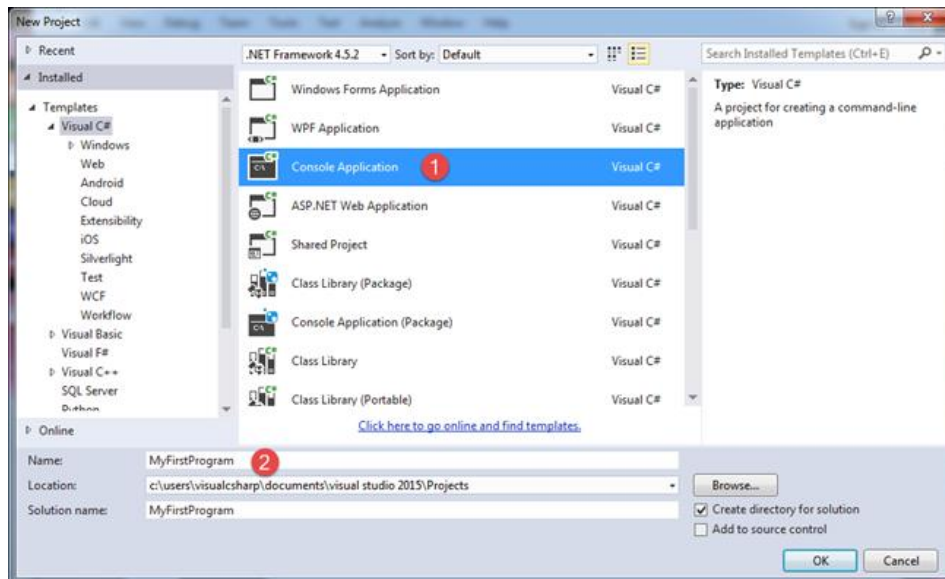 New Project
Recent
.NET Framework 4.5.2
Sort by: Default
Search Installed Templates (Ctrl+E)
Installed
Templates
Visual C#
Windows
Web
Android
Cloud
Extensibility
iOS
Silverlight
Test
WCF
Workflow
Visual Basic
Visual F#
Visual C++
SQL Server
Python
Online
Windows Forms Application Visual C#
WPF Application Visual C#
Console Application 1 Visual C#
ASP.NET Web Application Visual C#
Shared Project Visual C#
Class Library (Package) Visual C#
Console Application (Package) Visual C#
Class Library Visual C#
Class Library (Portable) Visual C#
Click here to go online and find templates.
Type: Visual C#
A project for creating a command-line
application
Name: MyFirstProgram 2
Location: c:\users\visualcsharp\documents\visual studio 2015\Projects
Browse...
Solution name: MyFirstProgram
Create directory for solution
Add to source control
OK Cancel